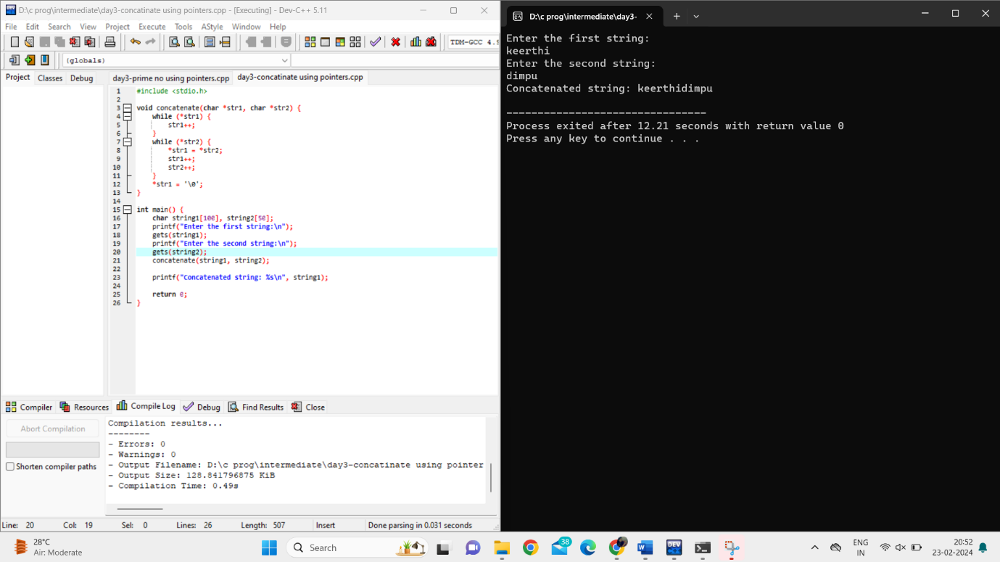 D:\c prog\intermediate\day3-concatinate using pointers.cpp - [Executing] - Dev-C++ 5.11
File Edit Search View Project Execute Tools AStyle Window Help
TDM-GCC 4.9
(globals)
Project Classes Debug
day3-prime no using pointers.cpp day3-concatinate using pointers.cpp
1 #include <stdio.h>
2
3 void concatenate(char *str1, char *str2) {
4 while (*str1) {
5 str1++;
6 }
7 while (*str2) {
8 *str1 = *str2;
9 str1++;
10 str2++;
11 }
12 *str1 = '\0';
13 }
14
15 int main() {
16 char string1[100], string2[50];
17 printf("Enter the first string:\n");
18 gets(string1);
19 printf("Enter the second string:\n");
20 gets(string2);
21 concatenate(string1, string2);
22
23 printf("Concatenated string: %s\n", string1);
24
25 return 0;
26 }
Compiler Resources Compile Log Debug Find Results Close
Abort Compilation
Shorten compiler paths
Compilation results...
--------
- Errors: 0
- Warnings: 0
- Output Filename: D:\c prog\intermediate\day3-concatinate using pointer
- Output Size: 128.841796875 KiB
- Compilation Time: 0.49s
Line: 20 Col: 19 Sel: 0 Lines: 26 Length: 507 Insert Done parsing in 0.031 seconds
D:\c prog\intermediate\day3-
Enter the first string:
keerthi
Enter the second string:
dimpu
Concatenated string: keerthidimpu
--------------------------------
Process exited after 12.21 seconds with return value 0
Press any key to continue . . .
28°C
Air: Moderate
Search
38
DEV
ENG
IN
20:52
23-02-2024